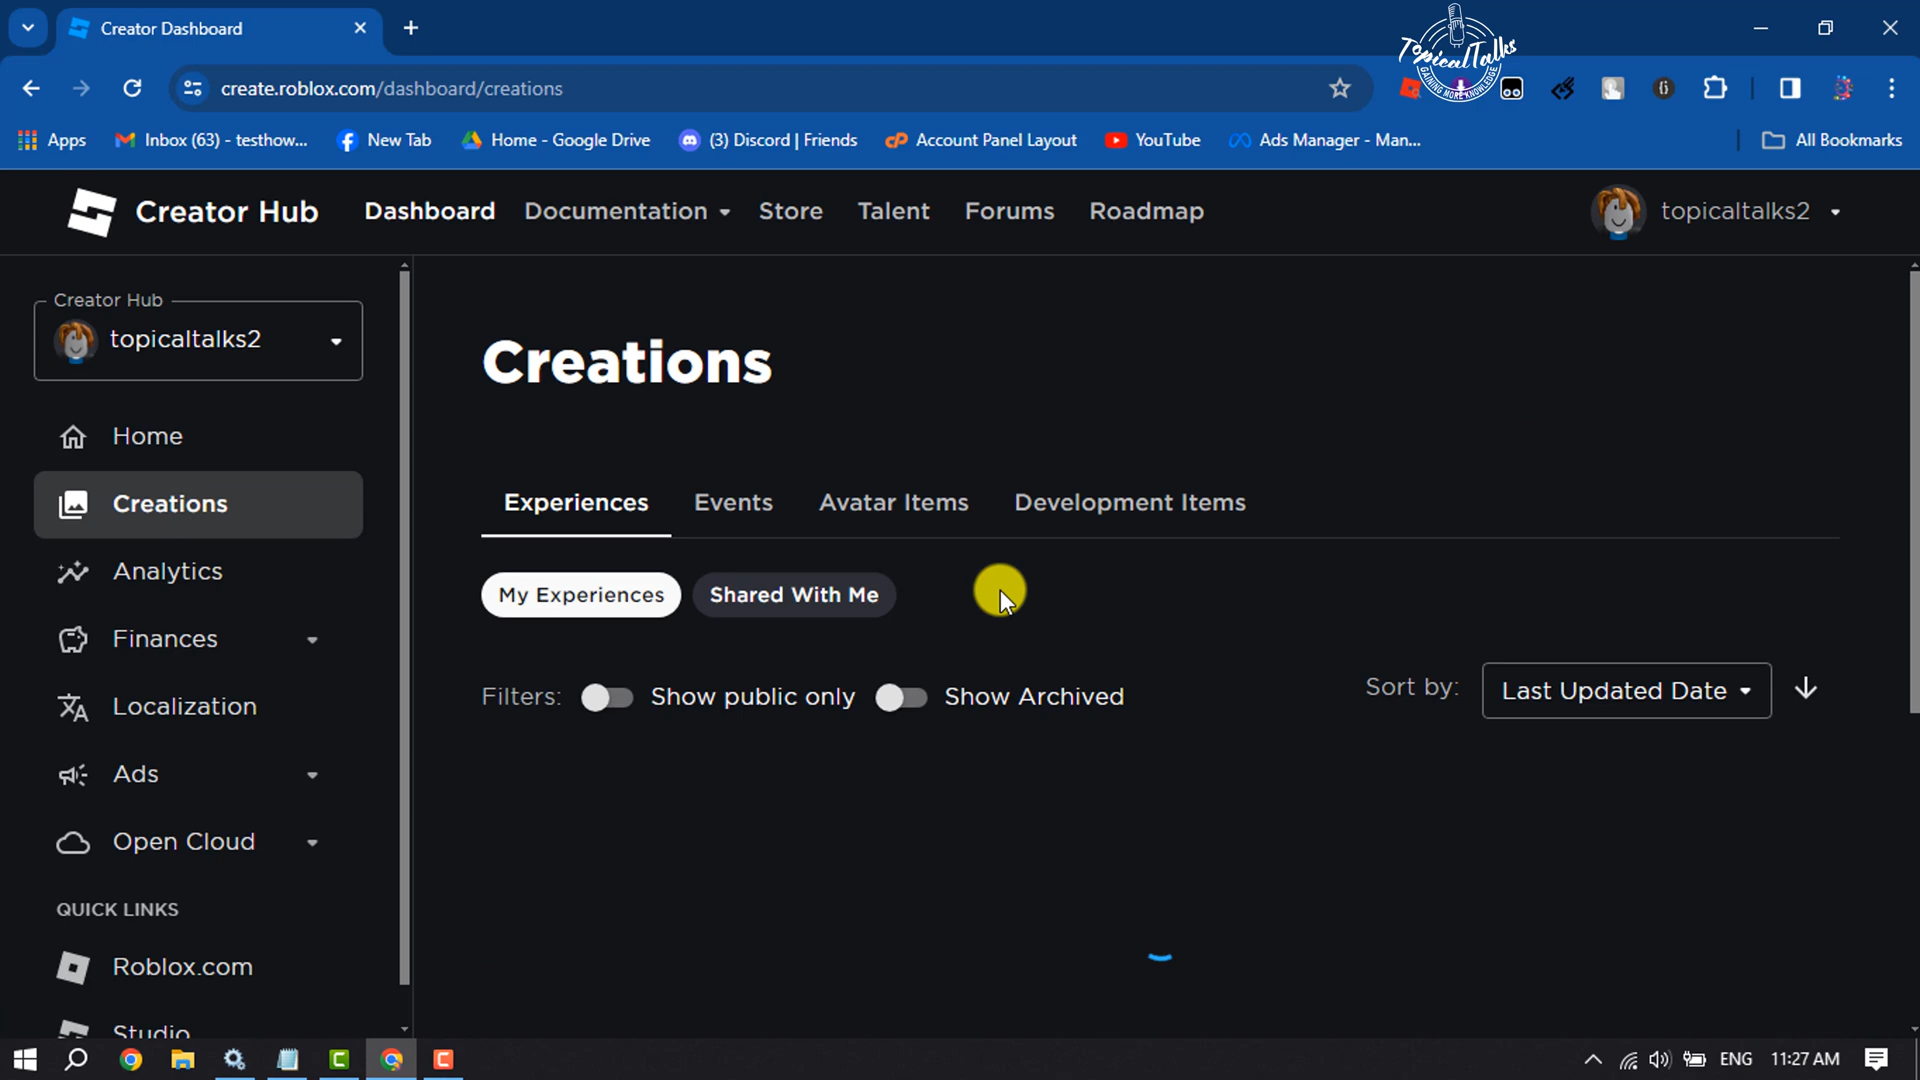 Creator Dashboard
TopicalTalks
GAINING MORE KNOWLEDGE
create.roblox.com/dashboard/creations
Apps
Inbox (63) - testhow...
New Tab
Home - Google Drive
(3) Discord | Friends
Account Panel Layout
YouTube
Ads Manager - Man...
All Bookmarks
Creator Hub
Dashboard
Documentation
Store
Talent
Forums
Roadmap
topicaltalks2
Creator Hub
topicaltalks2
Home
Creations
Analytics
Finances
Localization
Ads
Open Cloud
QUICK LINKS
Roblox.com
Studio
Creations
Experiences
Events
Avatar Items
Development Items
My Experiences
Shared With Me
Filters:
Show public only
Show Archived
Sort by:
Last Updated Date
ENG
11:27 AM